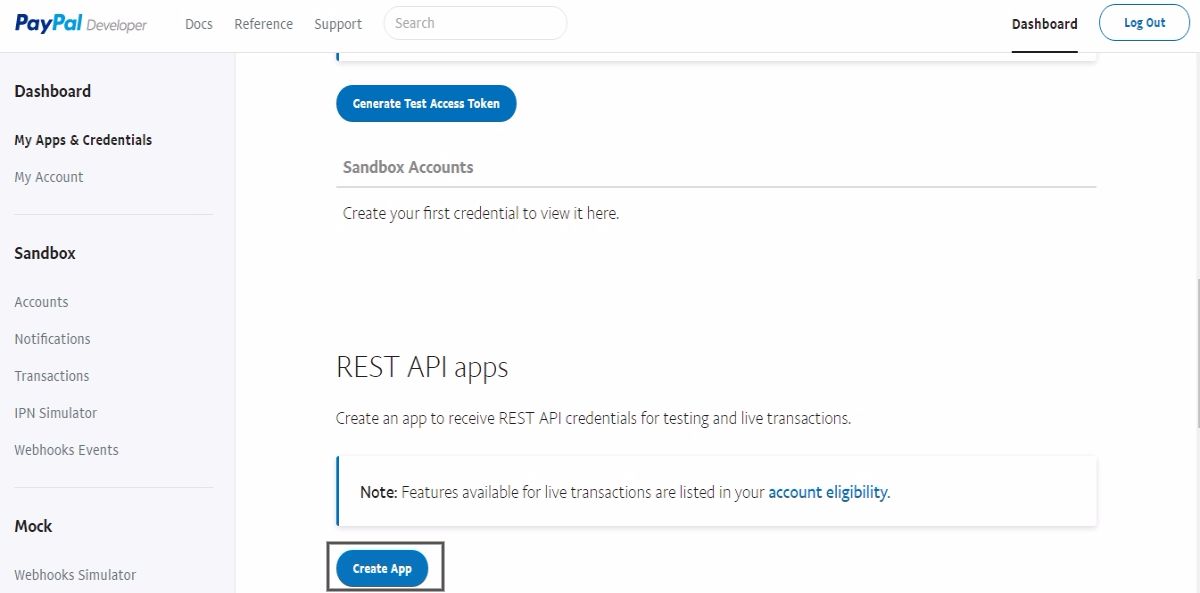 PayPal Developer
Docs Reference Support Search Dashboard Log Out
Dashboard
My Apps & Credentials
My Account
Sandbox
Accounts
Notifications
Transactions
IPN Simulator
Webhooks Events
Mock
Webhooks Simulator
Generate Test Access Token
Sandbox Accounts
Create your first credential to view it here.
REST API apps
Create an app to receive REST API credentials for testing and live transactions.
Note: Features available for live transactions are listed in your account eligibility.
Create App